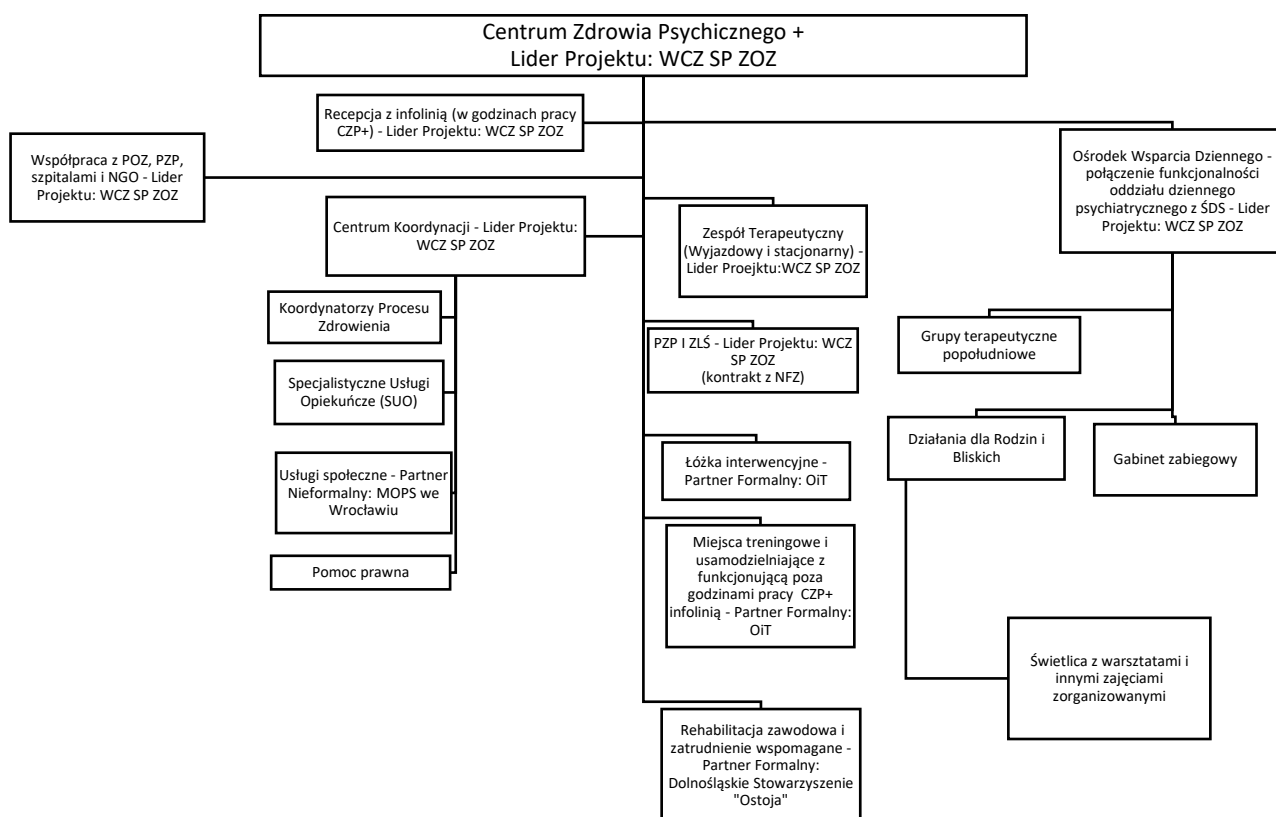 Centrum Zdrowia Psychicznego +
Lider Projektu: WCZ SP ZOZ
Recepcja z infolinią (w godzinach pracy
CZP+) - Lider Projektu: WCZ SP ZOZ
Współpraca z POZ, PZP,
szpitalami i NGO - Lider
Projektu: WCZ SP ZOZ
Ośrodek Wsparcia Dziennego -
połączenie funkcjonalności
oddziału dziennego
psychiatrycznego z ŚDS - Lider
Projektu: WCZ SP ZOZ
Centrum Koordynacji - Lider Projektu:
WCZ SP ZOZ
Zespół Terapeutyczny
(Wyjazdowy i stacjonarny) -
Lider Proejktu:WCZ SP ZOZ
Koordynatorzy Procesu
Zdrowienia
Specjalistyczne Usługi
Opiekuńcze (SUO)
Usługi społeczne - Partner
Nieformalny: MOPS we
Wrocławiu
Pomoc prawna
PZP I ZLŚ - Lider Projektu: WCZ
SP ZOZ
(kontrakt z NFZ)
Łóżka interwencyjne -
Partner Formalny: OiT
Miejsca treningowe i
usamodzielniające z
funkcjonującą poza
godzinami pracy CZP+
infolinią - Partner Formalny:
OiT
Rehabilitacja zawodowa i
zatrudnienie wspomagane -
Partner Formalny:
Dolnośląskie Stowarzyszenie
"Ostoja"
Grupy terapeutyczne
popołudniowe
Działania dla Rodzin i
Bliskich
Gabinet zabiegowy
Świetlica z warsztatami i
innymi zajęciami
zorganizowanymi